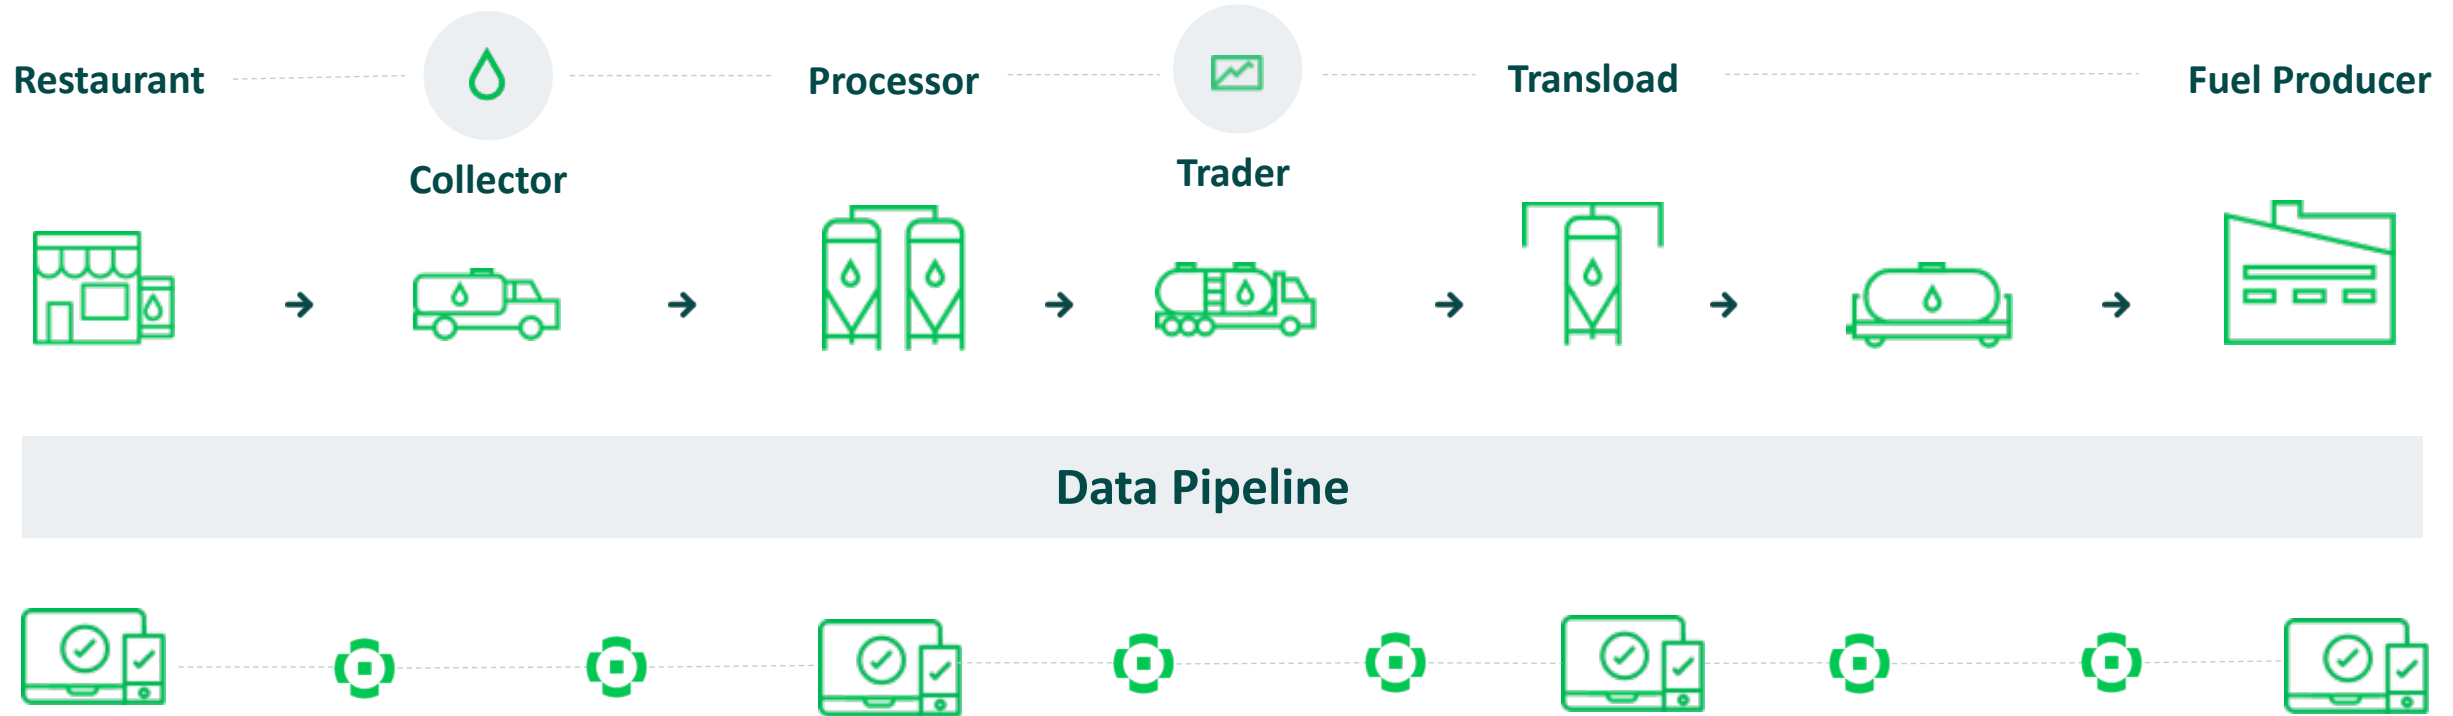 Restaurant
Collector
Processor
Trader
Transload
Fuel Producer
Data Pipeline